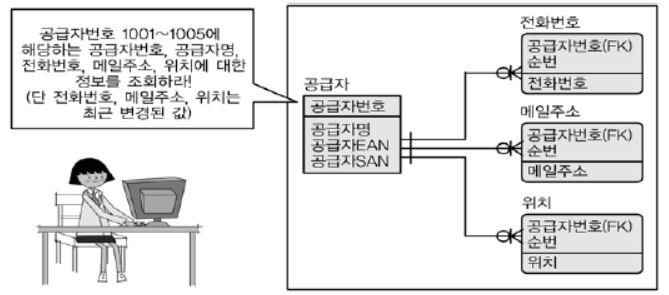 공급자번호 1001~1005에
해당하는 공급자번호, 공급자명,
전화번호, 메일주소, 위치에 대한
정보를 조회하라!
(단 전화번호, 메일주소, 위치는
최근 변경된 값)
공급자
공급자번호
공급자명
공급자EAN
공급자SAN
전화번호
공급자번호(FK)
순번
전화번호
메일주소
공급자번호(FK)
순번
메일주소
위치
공급자번호(FK)
순번
위치